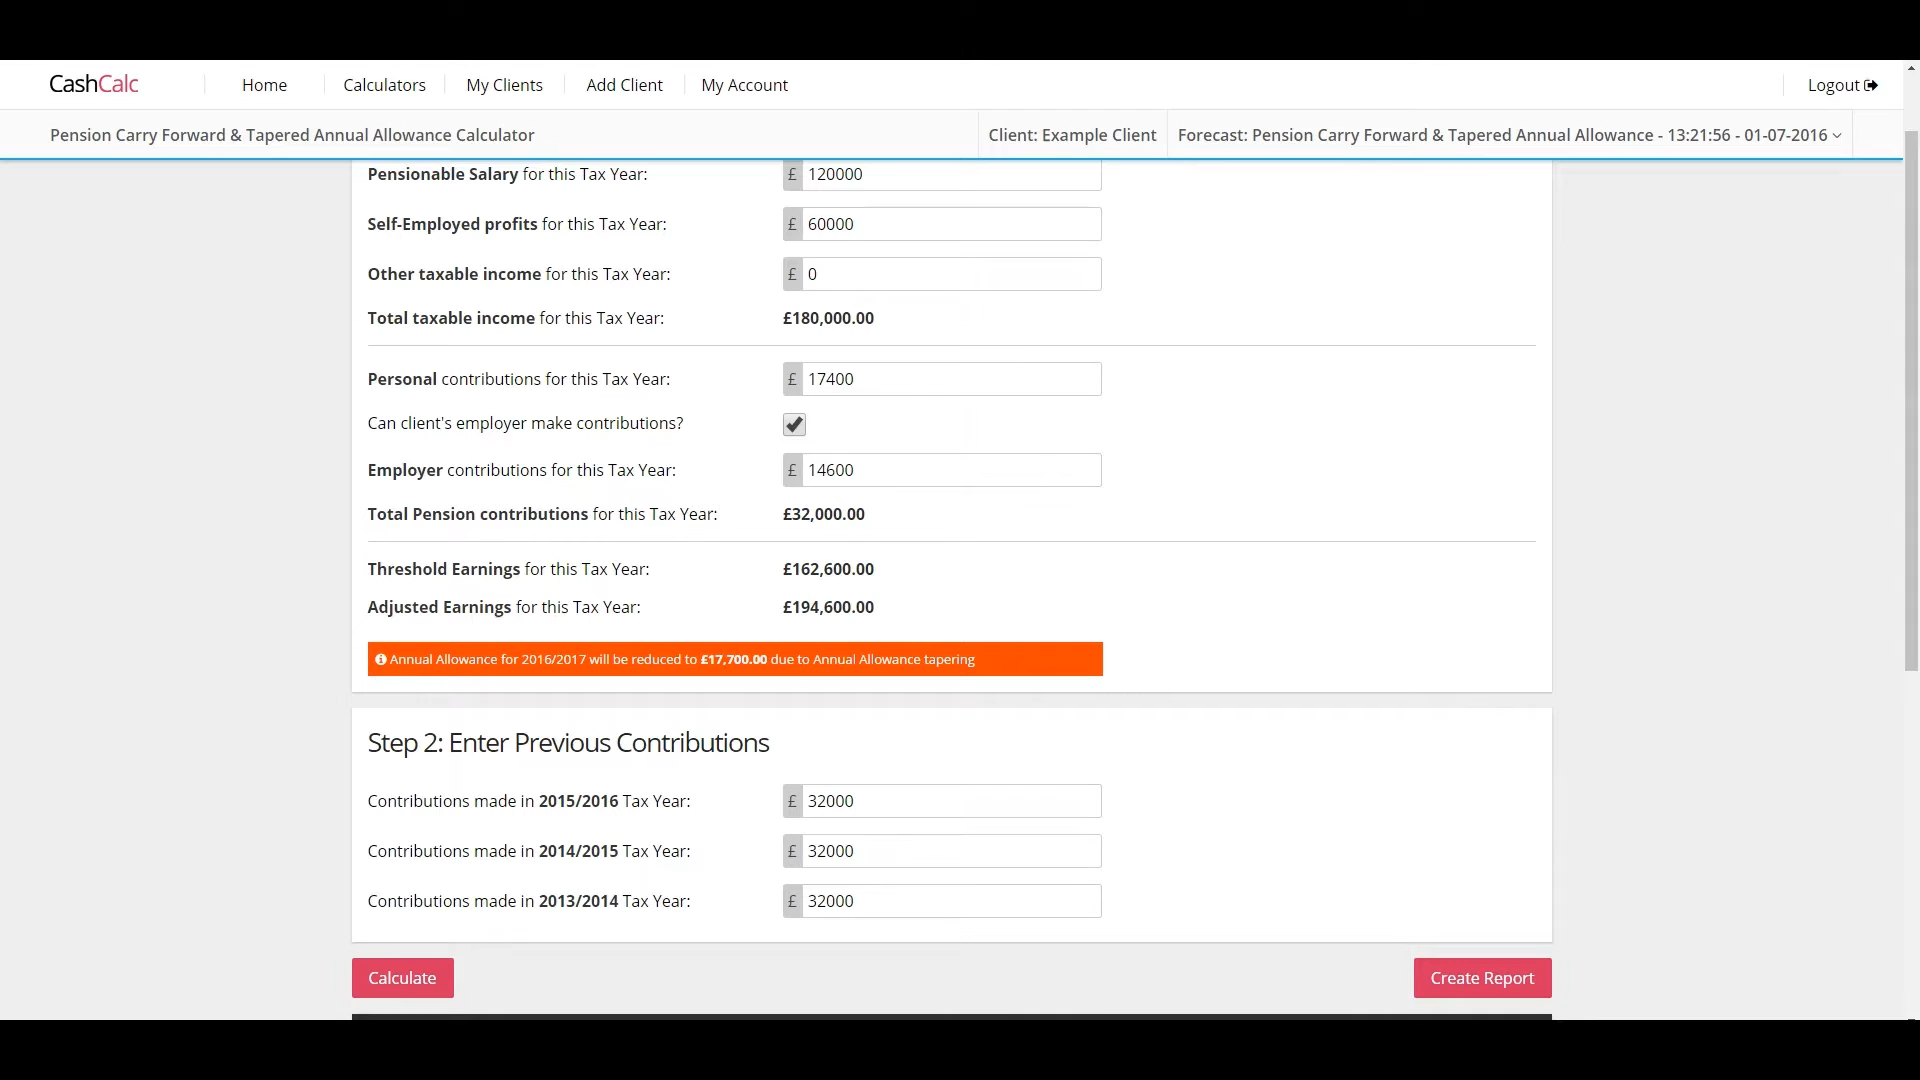 CashCalc Home Calculators My Clients Add Client My Account Logout
Pension Carry Forward & Tapered Annual Allowance Calculator Client: Example Client Forecast: Pension Carry Forward & Tapered Annual Allowance - 13:21:56 - 01-07-2016
Pensionable Salary for this Tax Year: £ 120000
Self-Employed profits for this Tax Year: £ 60000
Other taxable income for this Tax Year: £ 0
Total taxable income for this Tax Year: £180,000.00
Personal contributions for this Tax Year: £ 17400
Can client's employer make contributions?
Employer contributions for this Tax Year: £ 14600
Total Pension contributions for this Tax Year: £32,000.00
Threshold Earnings for this Tax Year: £162,600.00
Adjusted Earnings for this Tax Year: £194,600.00
Annual Allowance for 2016/2017 will be reduced to £17,700.00 due to Annual Allowance tapering
Step 2: Enter Previous Contributions
Contributions made in 2015/2016 Tax Year: £ 32000
Contributions made in 2014/2015 Tax Year: £ 32000
Contributions made in 2013/2014 Tax Year: £ 32000
Calculate Create Report